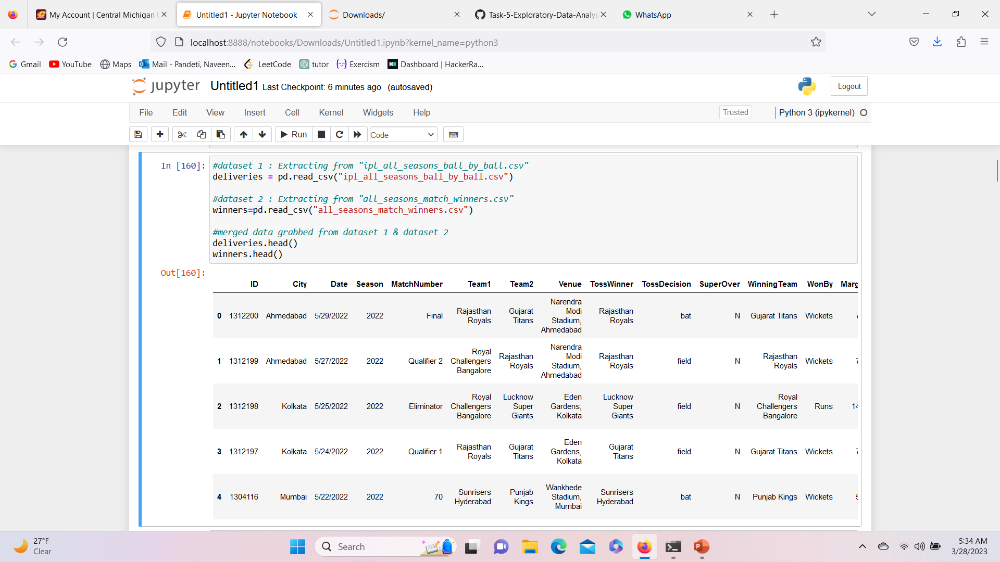 My Account | Central Michigan U
Untitled1 - Jupyter Notebook
Downloads/
Task-5-Exploratory-Data-Analys
WhatsApp
localhost:8888/notebooks/Downloads/Untitled1.ipynb?kernel_name=python3
Gmail YouTube Maps Mail - Pandeti, Naveen... LeetCode tutor Exercism Dashboard | HackerRa...
jupyter Untitled1 Last Checkpoint: 6 minutes ago (autosaved) Logout
File Edit View Insert Cell Kernel Widgets Help Trusted Python 3 (ipykernel)
Run Code
In [160]: #dataset 1 : Extracting from "ipl_all_seasons_ball_by_ball.csv"
deliveries = pd.read_csv("ipl_all_seasons_ball_by_ball.csv")
#dataset 2 : Extracting from "all_seasons_match_winners.csv"
winners=pd.read_csv("all_seasons_match_winners.csv")
#merged data grabbed from dataset 1 & dataset 2
deliveries.head()
winners.head()
Out[160]:
ID City Date Season MatchNumber Team1 Team2 Venue TossWinner TossDecision SuperOver WinningTeam WonBy Marg
0 1312200 Ahmedabad 5/29/2022 2022 Final Rajasthan Royals Gujarat Titans Narendra Modi Stadium, Ahmedabad Rajasthan Royals bat N Gujarat Titans Wickets 7
1 1312199 Ahmedabad 5/27/2022 2022 Qualifier 2 Royal Challengers Bangalore Rajasthan Royals Narendra Modi Stadium, Ahmedabad Rajasthan Royals field N Rajasthan Royals Wickets 7
2 1312198 Kolkata 5/25/2022 2022 Eliminator Royal Challengers Bangalore Lucknow Super Giants Eden Gardens, Kolkata Lucknow Super Giants field N Royal Challengers Bangalore Runs 14
3 1312197 Kolkata 5/24/2022 2022 Qualifier 1 Rajasthan Royals Gujarat Titans Eden Gardens, Kolkata Gujarat Titans field N Gujarat Titans Wickets 7
4 1304116 Mumbai 5/22/2022 2022 70 Sunrisers Hyderabad Punjab Kings Wankhede Stadium, Mumbai Sunrisers Hyderabad bat N Punjab Kings Wickets 5
27°F
Clear
Search
5:34 AM
3/28/2023